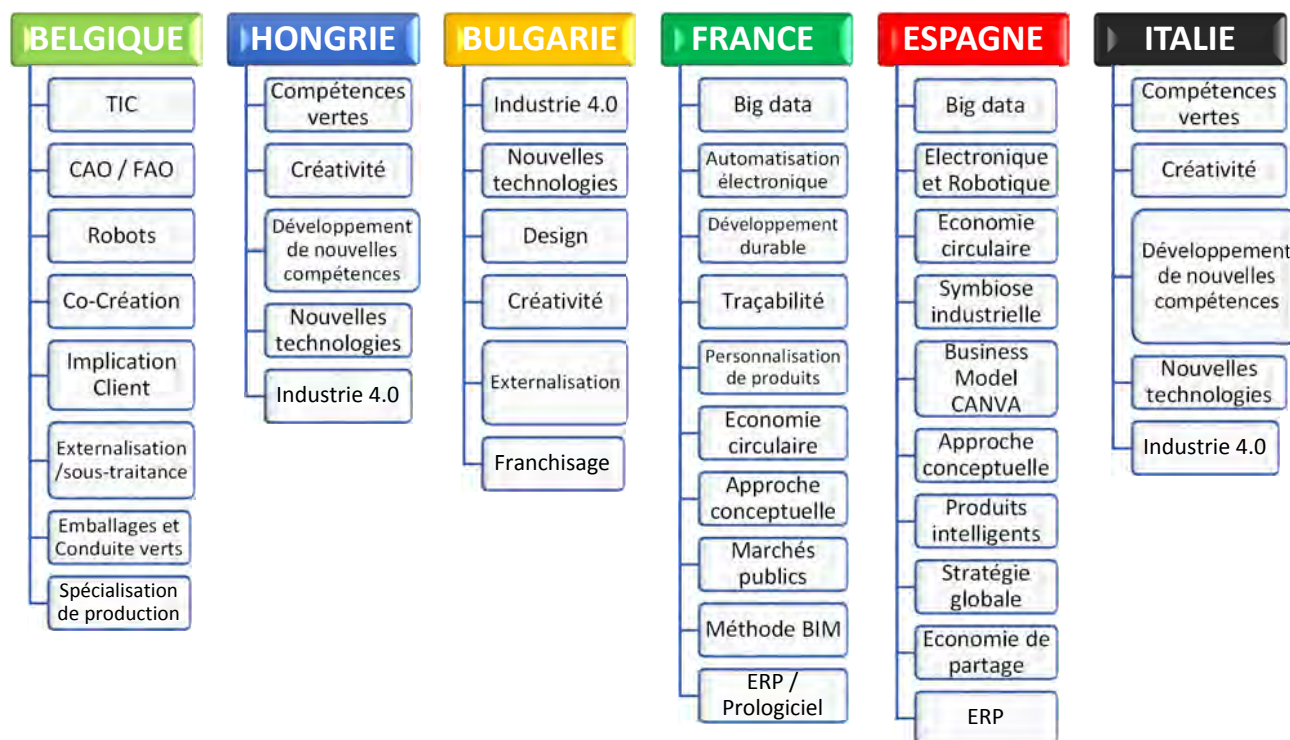 BELGIQUE
TIC
CAO / FAO
Robots
Co-Création
Implication
Client
Externalisation
/sous-traitance
Emballages et
Conduite verts
Spécialisation
de production
HONGRIE
Compétences
vertes
Créativité
Développement
de nouvelles
compétences
Nouvelles
technologies
Industrie 4.0
BULGARIE
Industrie 4.0
Nouvelles
technologies
Design
Créativité
Externalisation
Franchisage
FRANCE
Big data
Automatisation
électronique
Développement
durable
Traçabilité
Personnalisation
de produits
Economie
circulaire
Approche
conceptuelle
Marchés
publics
Méthode BIM
ERP /
Prologiciel
ESPAGNE
Big data
Electronique
et Robotique
Economie
circulaire
Symbiose
industrielle
Business
Model
CANVA
Approche
conceptuelle
Produits
intelligents
Stratégie
globale
Economie de
partage
ERP
ITALIE
Compétences
vertes
Créativité
Développement
de nouvelles
compétences
Nouvelles
technologies
Industrie 4.0